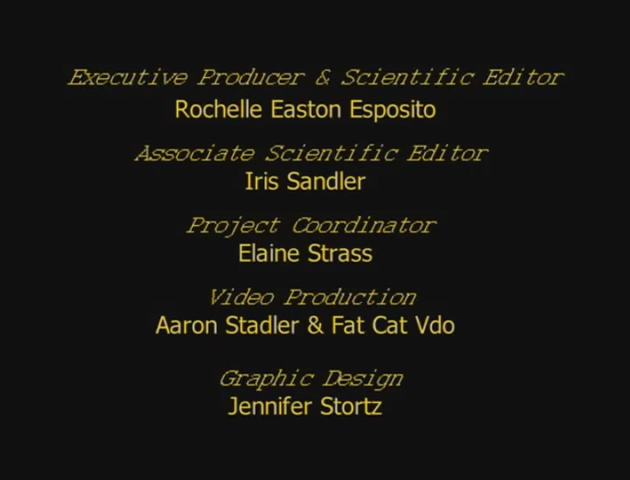 Executive Producer & Scientific Editor
Rochelle Easton Esposito
Associate Scientific Editor
Iris Sandler
Project Coordinator
Elaine Strass
Video Production
Aaron Stadler & Fat Cat Vdo
Graphic Design
Jennifer Stortz